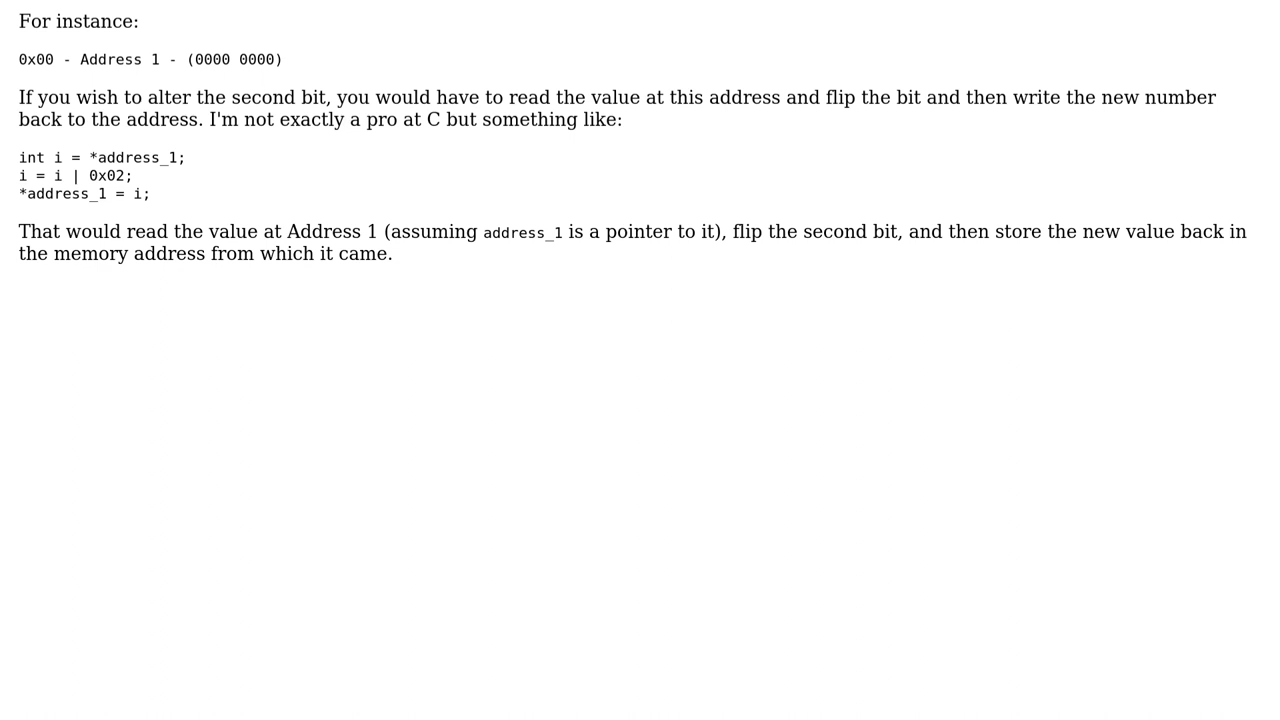 For instance:
0x00 - Address 1 - (0000 0000)
If you wish to alter the second bit, you would have to read the value at this address and flip the bit and then write the new number
back to the address. I'm not exactly a pro at C but something like:
int i = *address_1;
i = i | 0x02;
*address_1 = i;
That would read the value at Address 1 (assuming address_1 is a pointer to it), flip the second bit, and then store the new value back in
the memory address from which it came.